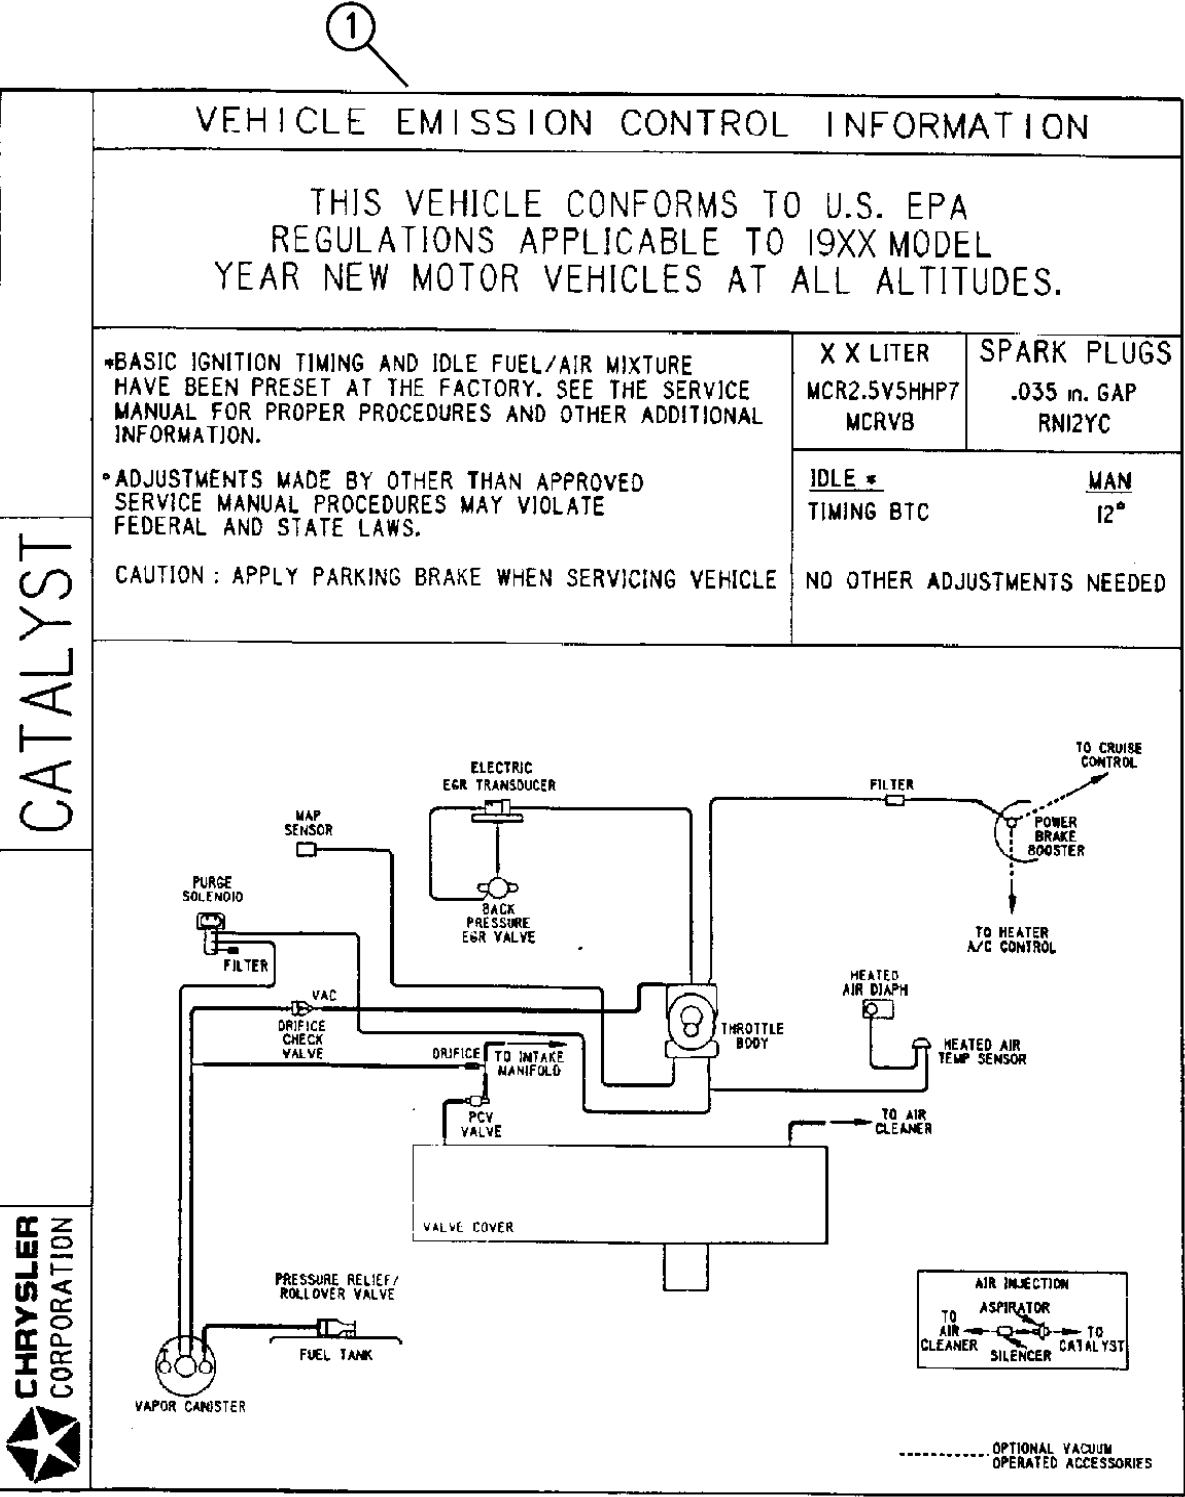 1
VEHICLE EMISSION CONTROL INFORMATION
THIS VEHICLE CONFORMS TO U.S. EPA
REGULATIONS APPLICABLE TO 19XX MODEL
YEAR NEW MOTOR VEHICLES AT ALL ALTITUDES.
*BASIC IGNITION TIMING AND IDLE FUEL/AIR MIXTURE
HAVE BEEN PRESET AT THE FACTORY. SEE THE SERVICE
MANUAL FOR PROPER PROCEDURES AND OTHER ADDITIONAL
INFORMATION.
•ADJUSTMENTS MADE BY OTHER THAN APPROVED
SERVICE MANUAL PROCEDURES MAY VIOLATE
FEDERAL AND STATE LAWS.
CAUTION : APPLY PARKING BRAKE WHEN SERVICING VEHICLE
X X LITER
MCR2.5V5HHP7
MCRVB
SPARK PLUGS
.035 in. GAP
RN12YC
IDLE *
MAN
TIMING BTC
12°
NO OTHER ADJUSTMENTS NEEDED
CATALYST
CHRYSLER
CORPORATION
TO CRUISE
CONTROL
ELECTRIC
EGR TRANSDUCER
FILTER
MAP
SENSOR
POWER
BRAKE
BOOSTER
PURGE
SOLENOID
BACK
PRESSURE
EGR VALVE
TO HEATER
A/C CONTROL
FILTER
HEATED
AIR DIAPH
VAC
ORIFICE
CHECK
VALVE
THROTTLE
BODY
ORIFICE
TO INTAKE
MANIFOLD
HEATED AIR
TEMP SENSOR
PCV
VALVE
TO AIR
CLEANER
VALVE COVER
PRESSURE RELIEF/
ROLLOVER VALVE
FUEL TANK
VAPOR CANISTER
AIR INJECTION
ASPIRATOR
TO
AIR
CLEANER
SILENCER
TO
CATALYST
OPTIONAL VACUUM
OPERATED ACCESSORIES